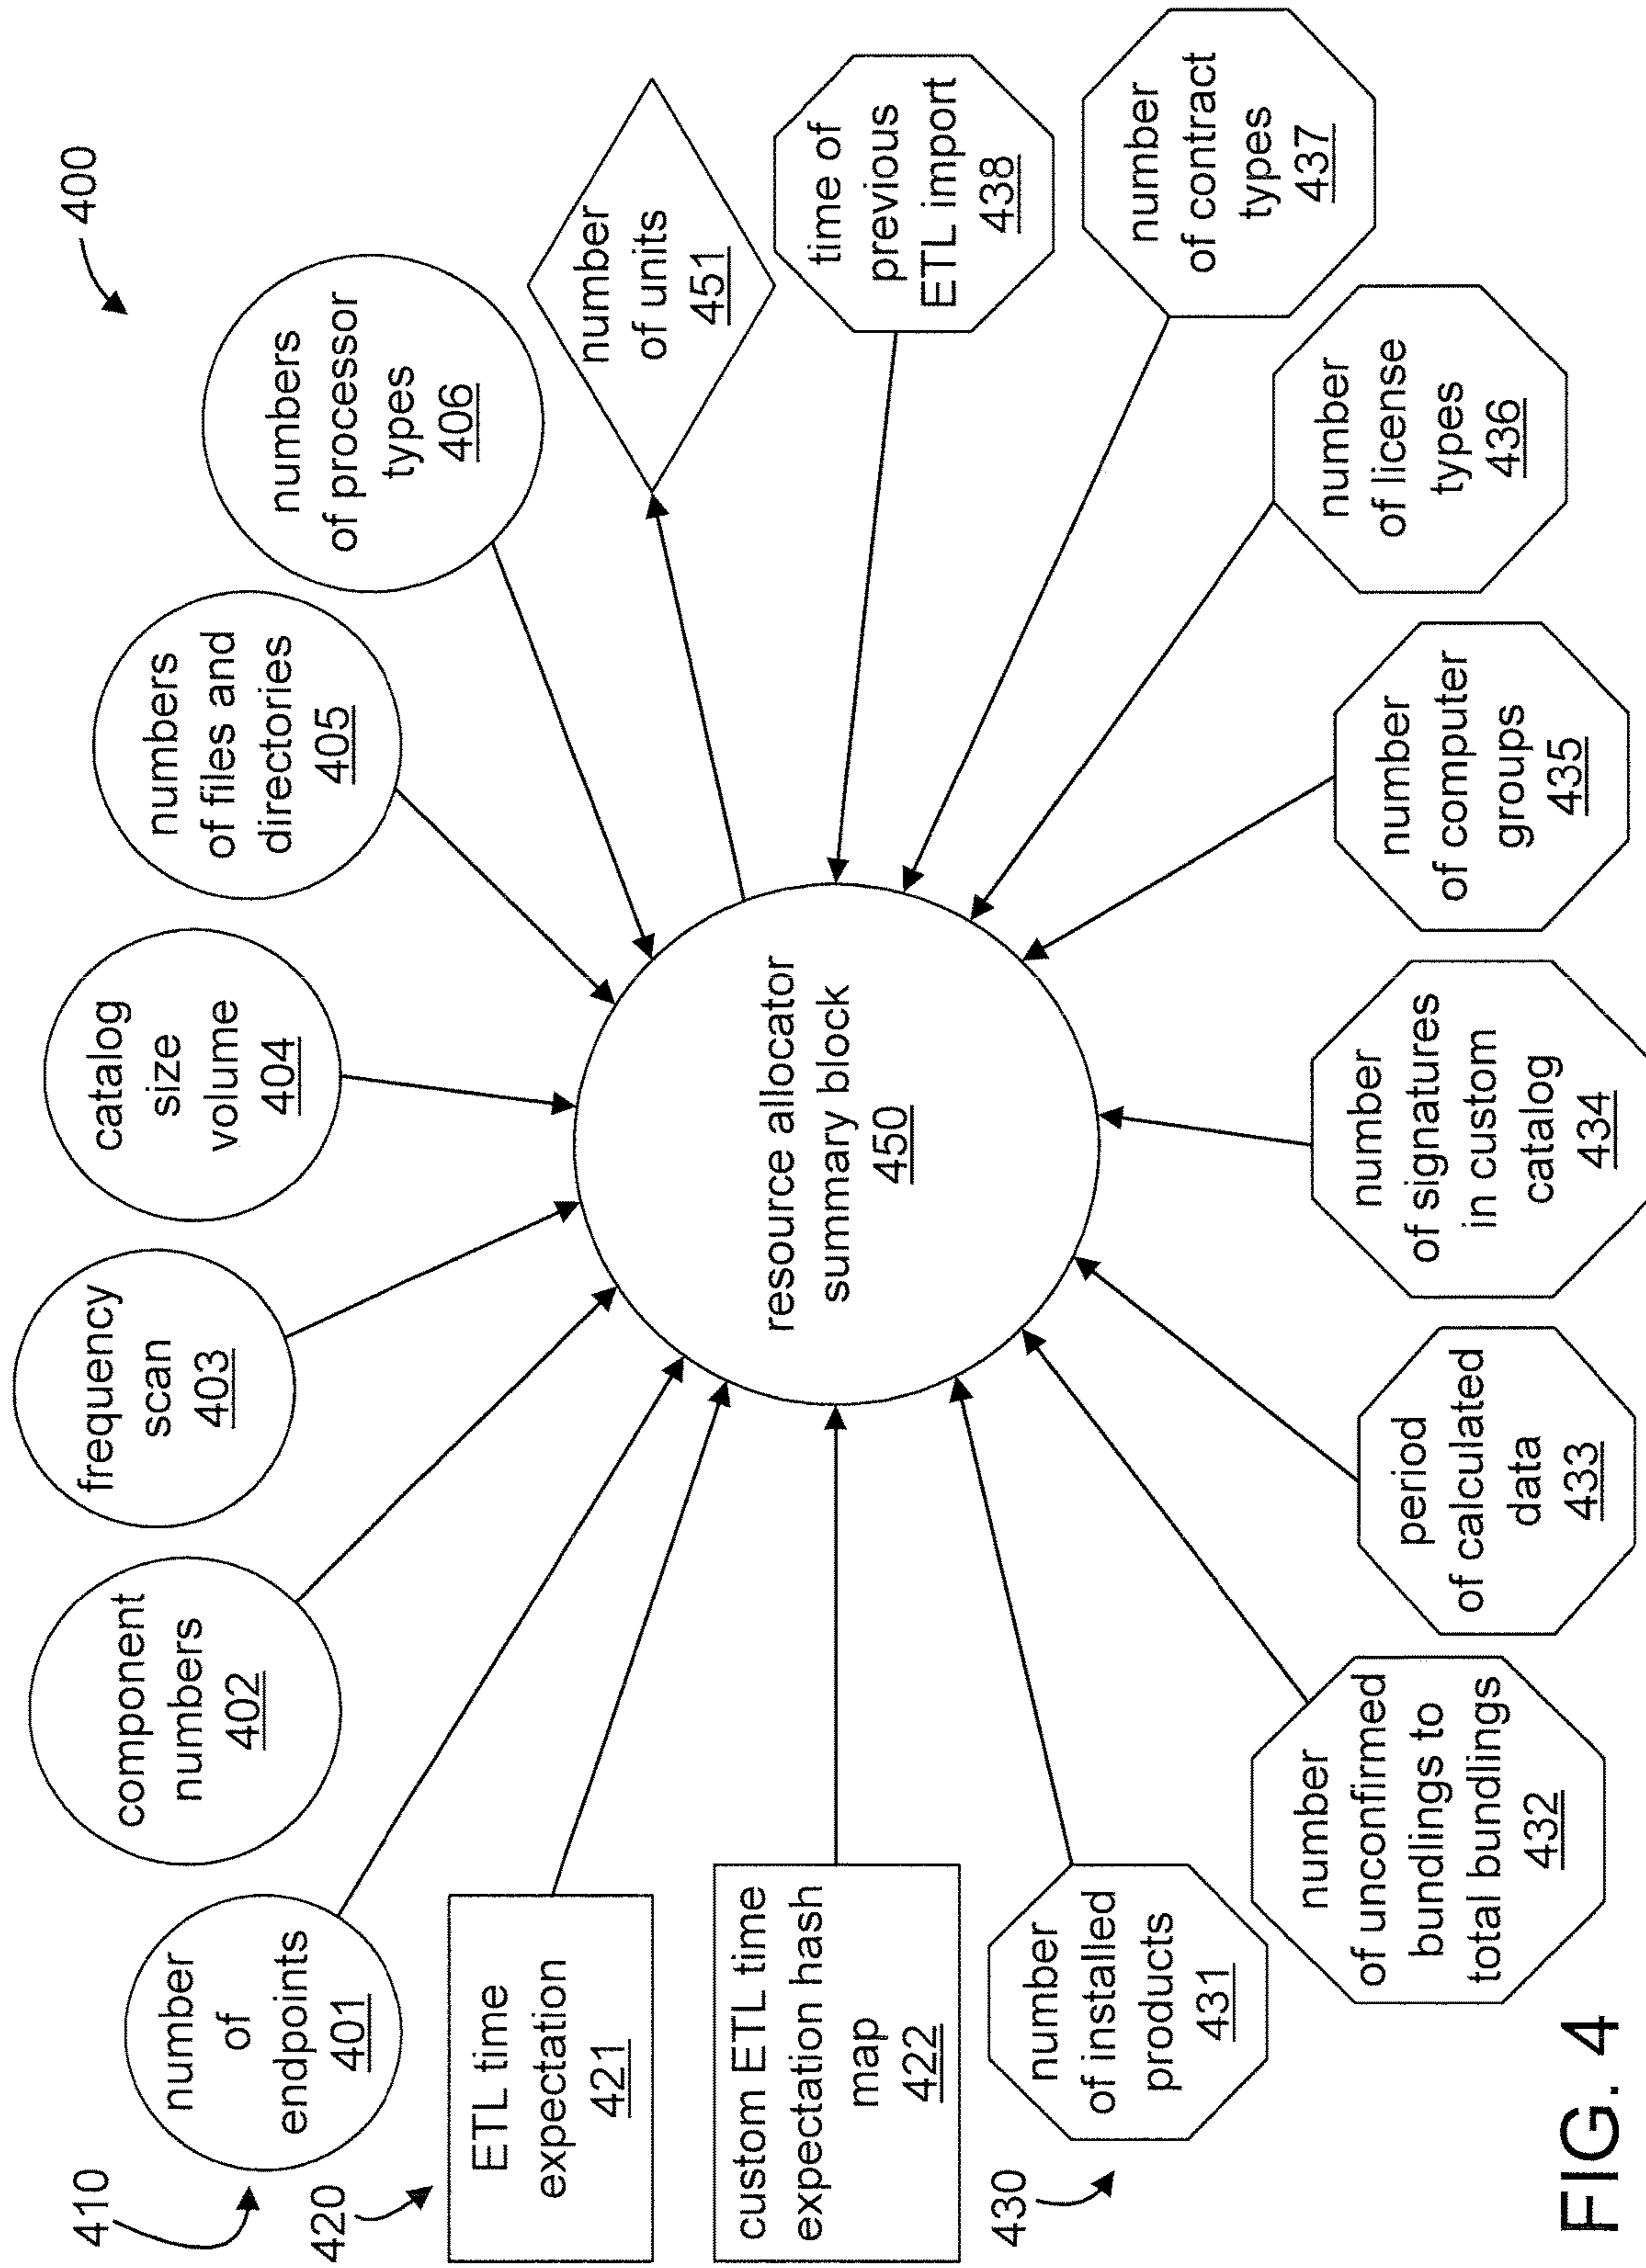 400
410
number
of
endpoints
401
component
numbers
402
frequency
scan
403
catalog
size
volume
404
numbers
of files and
directories
405
numbers
of processor
types
406
420
ETL time
expectation
421
custom ETL time
expectation hash
map
422
resource allocator
summary block
450
number
of units
451
430
number
of installed
products
431
number
of unconfirmed
bundlings to
total bundlings
432
period
of calculated
data
433
number
of signatures
in custom
catalog
434
number
of computer
groups
435
number
of license
types
436
number
of contract
types
437
time of
previous
ETL import
438
FIG. 4